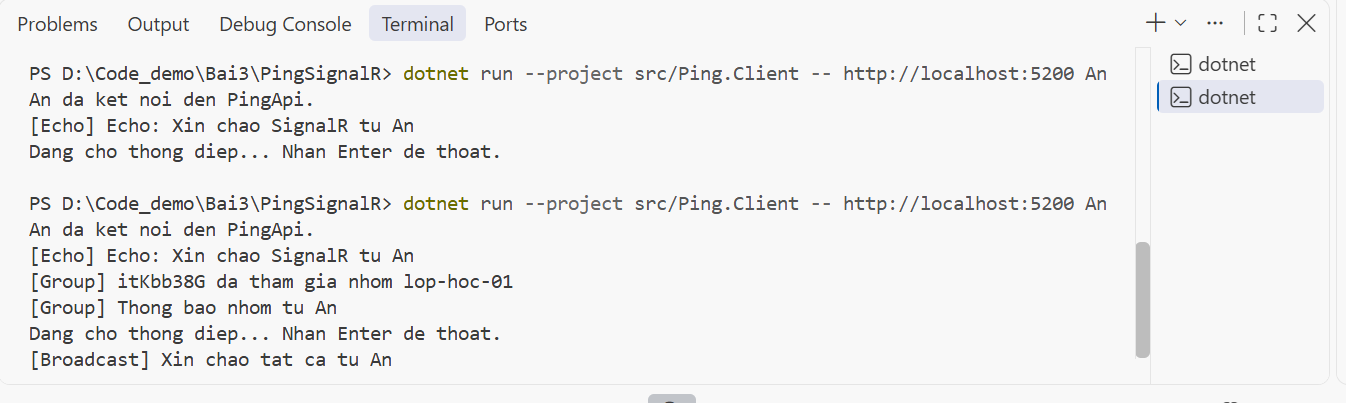 Problems Output Debug Console Terminal Ports
PS D:\Code_demo\Bai3\PingSignalR> dotnet run --project src/Ping.Client -- http://localhost:5200 An
An da ket noi den PingApi.
[Echo] Echo: Xin chao SignalR tu An
Dang cho thong diep... Nhan Enter de thoat.
PS D:\Code_demo\Bai3\PingSignalR> dotnet run --project src/Ping.Client -- http://localhost:5200 An
An da ket noi den PingApi.
[Echo] Echo: Xin chao SignalR tu An
[Group] itKbb38G da tham gia nhom lop-hoc-01
[Group] Thong bao nhom tu An
Dang cho thong diep... Nhan Enter de thoat.
[Broadcast] Xin chao tat ca tu An
dotnet
dotnet